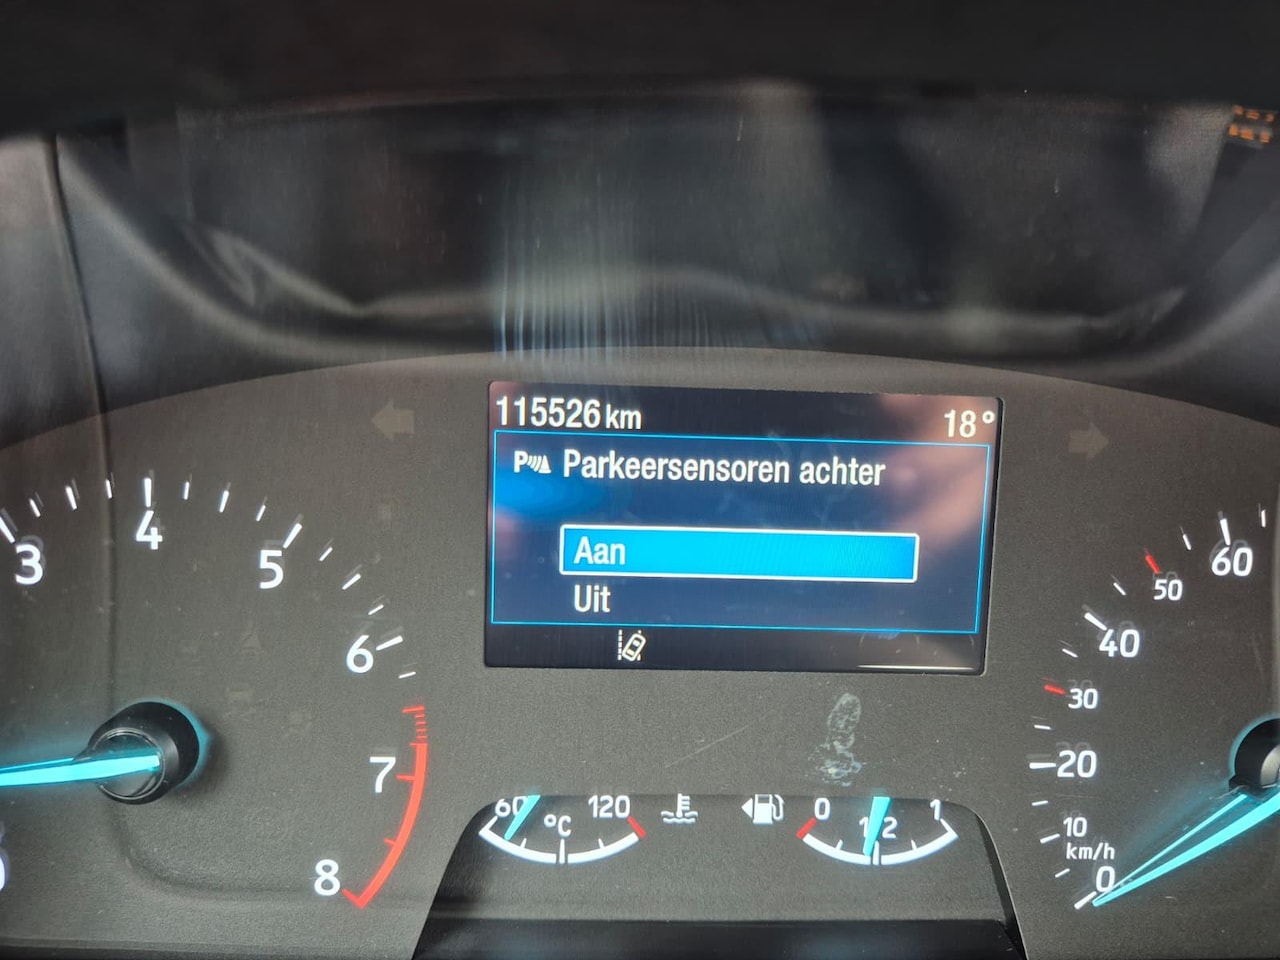 115526 km 18°
P Parkeersensoren achter
Aan
Uit
3 4 5 6 7 8
60 120
°C
0 1/2 1
0 10 20 30 40 50 60
km/h